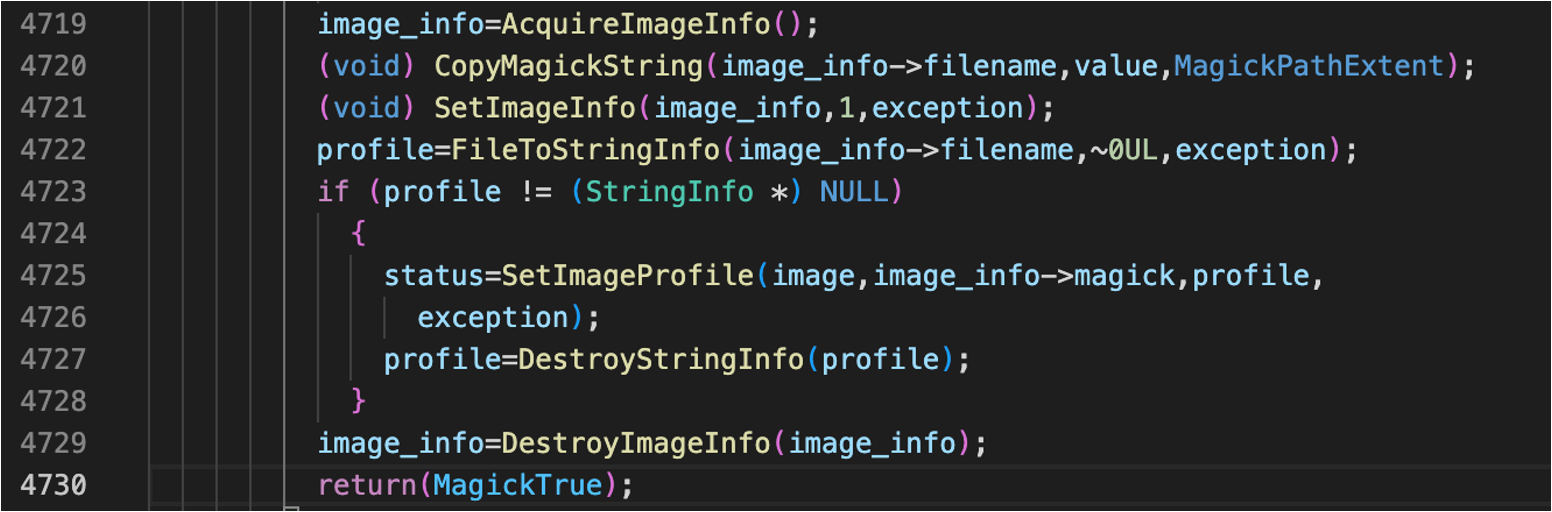 4719 image_info=AcquireImageInfo();
4720 (void) CopyMagickString(image_info->filename,value,MagickPathExtent);
4721 (void) SetImageInfo(image_info,1,exception);
4722 profile=FileToStringInfo(image_info->filename,~0UL,exception);
4723 if (profile != (StringInfo *) NULL)
4724 {
4725 status=SetImageProfile(image,image_info->magick,profile,
4726 exception);
4727 profile=DestroyStringInfo(profile);
4728 }
4729 image_info=DestroyImageInfo(image_info);
4730 return(MagickTrue);